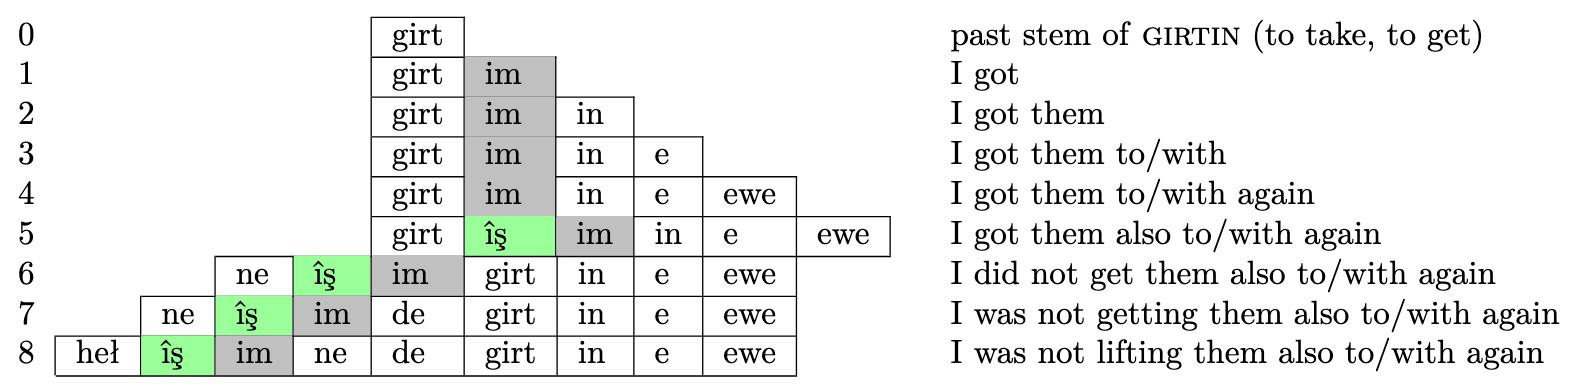 0 girt past stem of GIRTIN (to take, to get)
1 girt im I got
2 girt im in I got them
3 girt im in e I got them to/with
4 girt im in e ewe I got them to/with again
5 girt îş im in e ewe I got them also to/with again
6 ne îş im girt in e ewe I did not get them also to/with again
7 ne îş im de girt in e ewe I was not getting them also to/with again
8 heł îş im ne de girt in e ewe I was not lifting them also to/with again